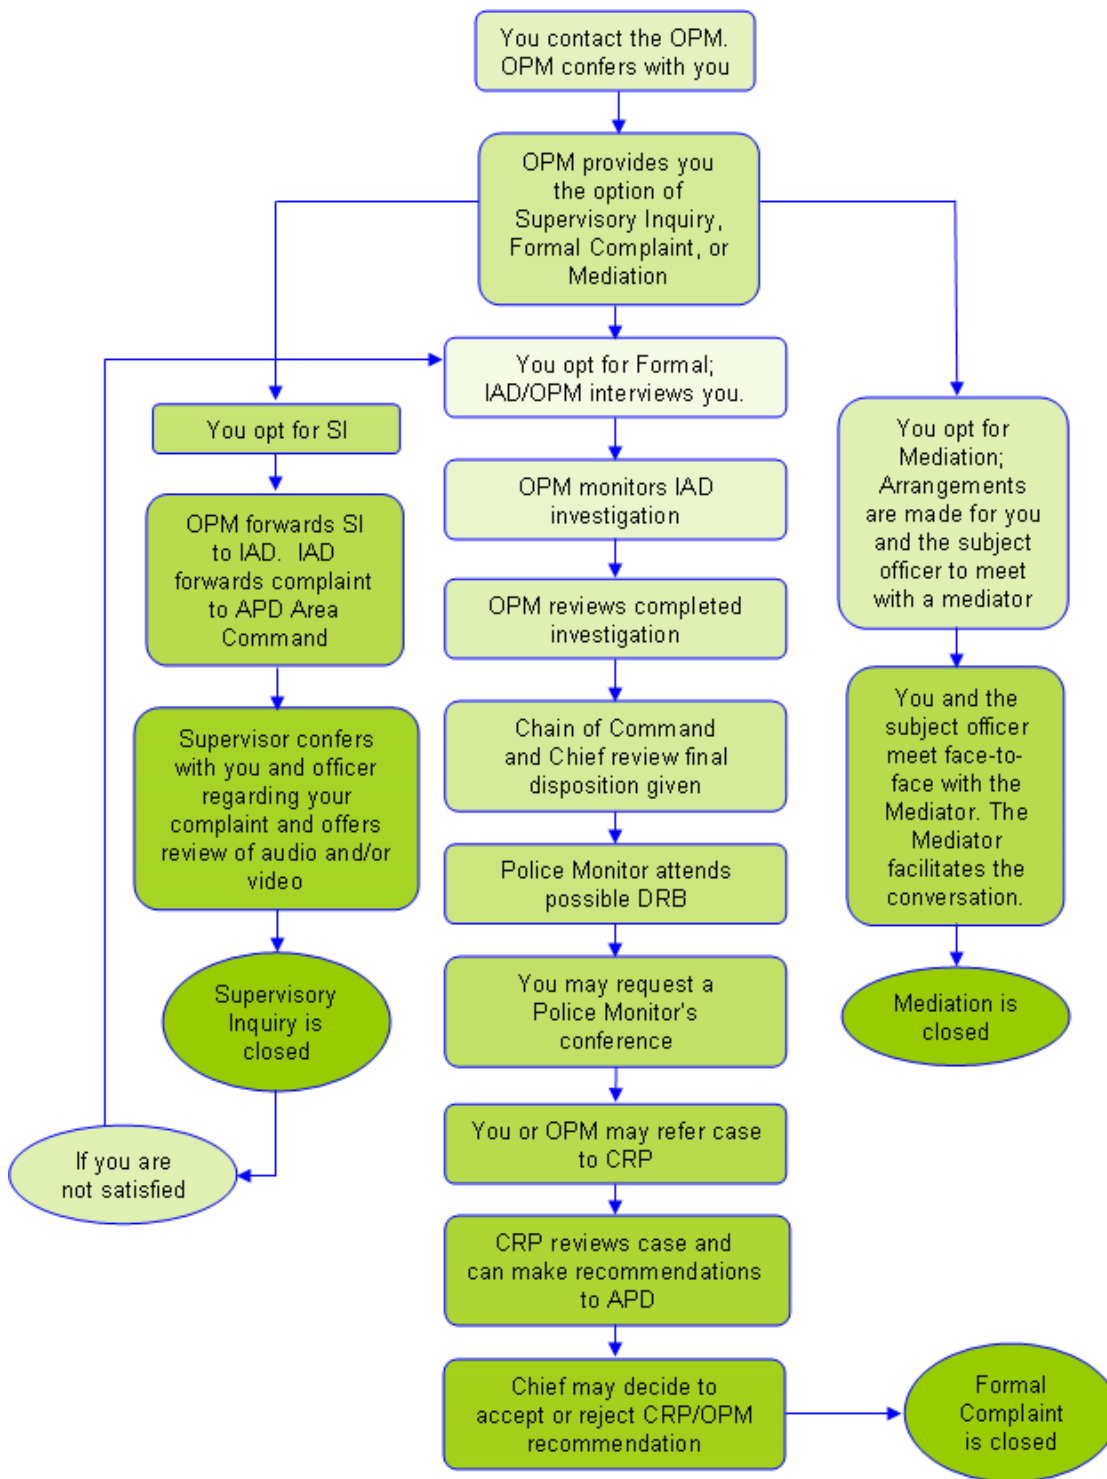 You contact the OPM.
OPM confers with you
OPM provides you
the option of
Supervisory Inquiry,
Formal Complaint, or
Mediation
You opt for Formal;
IAD/OPM interviews you.
You opt for SI
You opt for
Mediation;
Arrangements
are made for you
and the subject
officer to meet
with a mediator
OPM monitors IAD
investigation
OPM forwards SI
to IAD. IAD
forwards complaint
to APD Area
Command
OPM reviews completed
investigation
You and the
subject officer
meet face-to-
face with the
Mediator. The
Mediator
facilitates the
conversation.
Chain of Command
and Chief review final
disposition given
Supervisor confers
with you and officer
regarding your
complaint and offers
review of audio and/or
video
Police Monitor attends
possible DRB
You may request a
Police Monitor's
conference
Supervisory
Inquiry is
closed
Mediation is
closed
You or OPM may refer case
to CRP
If you are
not satisfied
CRP reviews case and
can make recommendations
to APD
Chief may decide to
accept or reject CRP/OPM
recommendation
Formal
Complaint
is closed